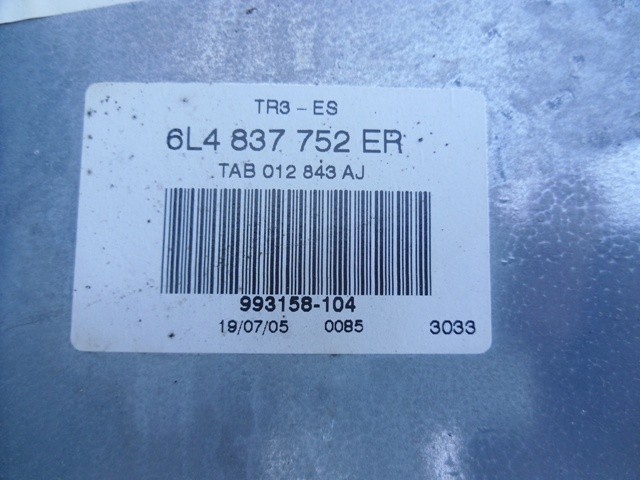 TR3 - ES
6L4 837 752 ER
TAB 012 843 AJ
993158-104
19/07/05 0085 3033